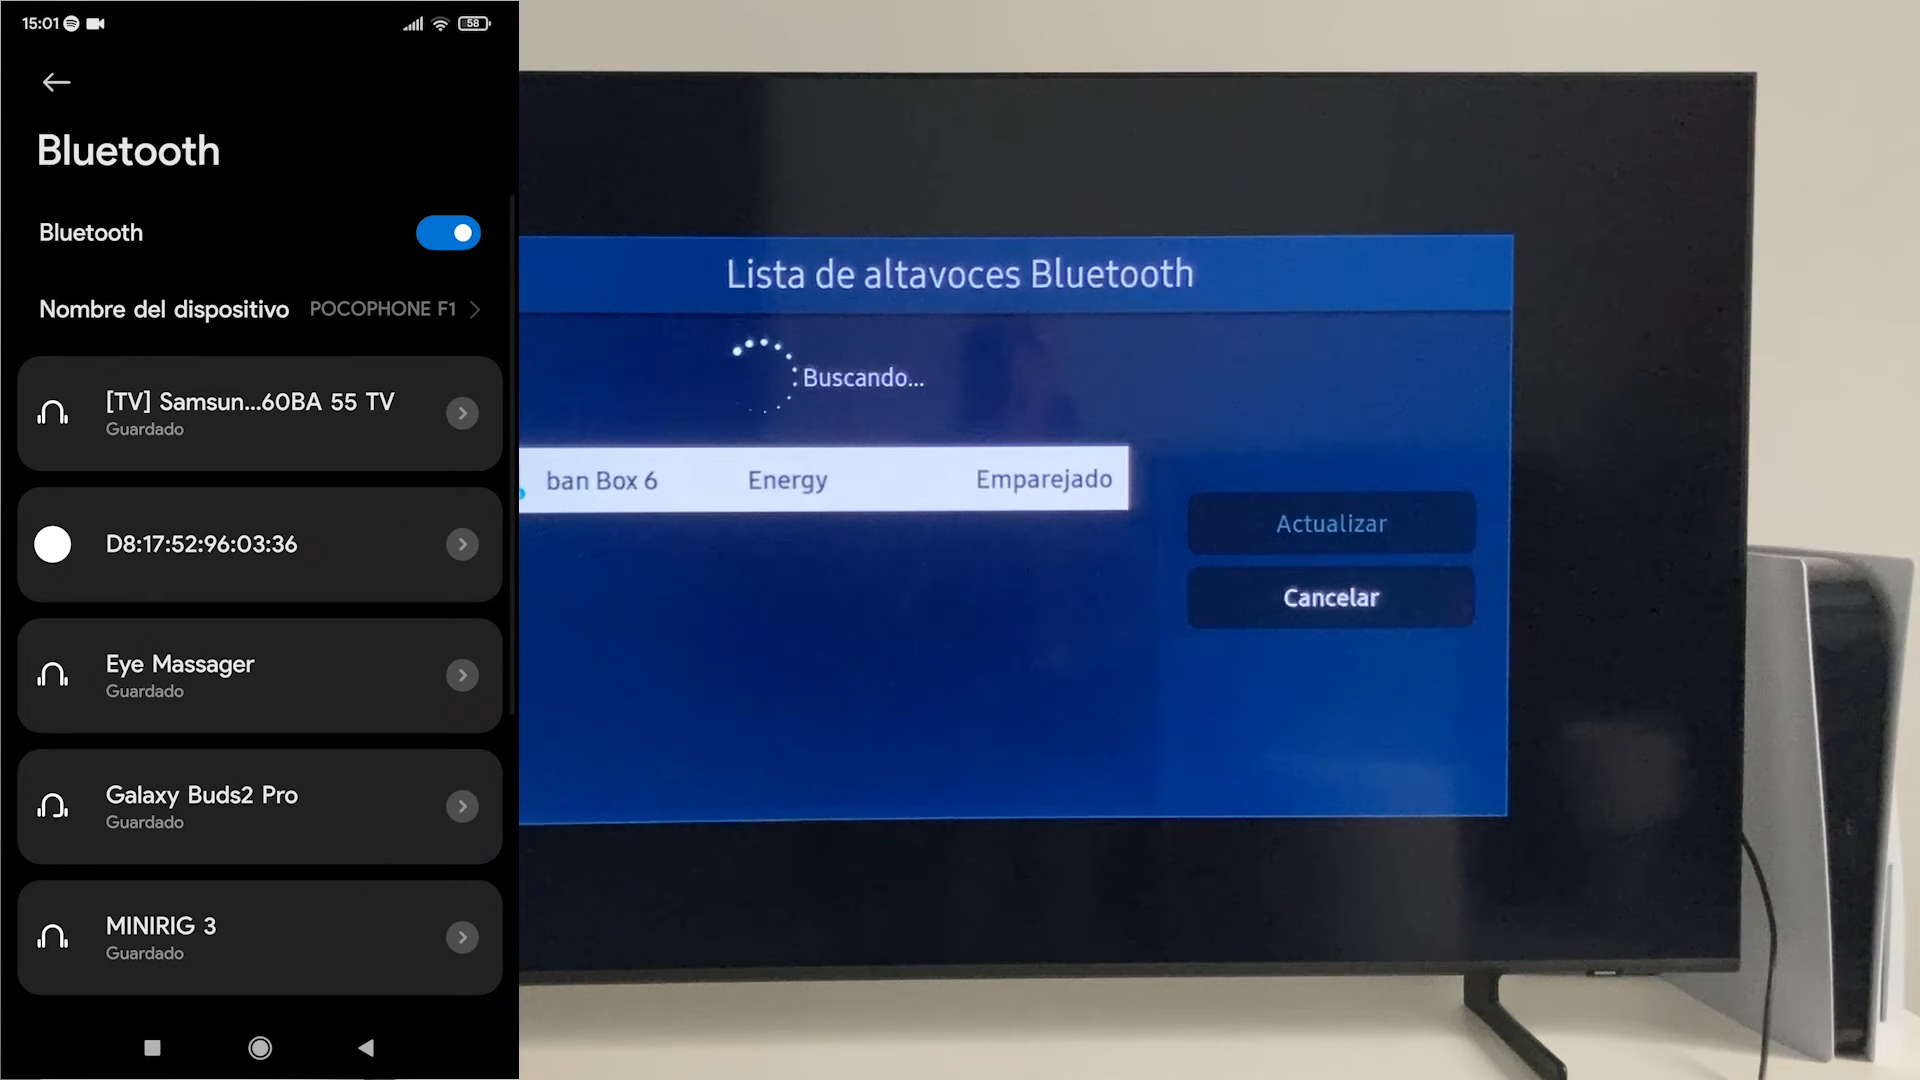 15:01
58
Bluetooth
Bluetooth
Nombre del dispositivo POCOPHONE F1
[TV] Samsun...60BA 55 TV
Guardado
D8:17:52:96:03:36
Eye Massager
Guardado
Galaxy Buds2 Pro
Guardado
MINIRIG 3
Guardado
Lista de altavoces Bluetooth
Buscando...
ban Box 6 Energy Emparejado
Actualizar
Cancelar